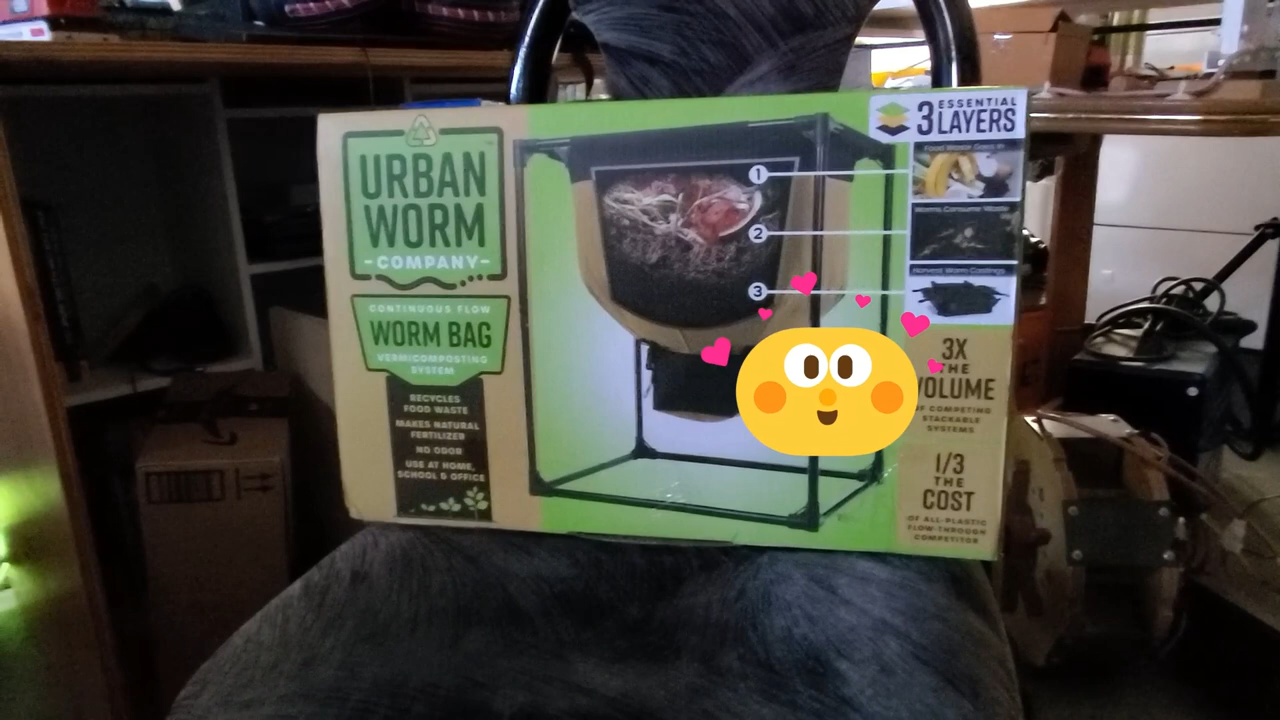 URBAN
WORM
-COMPANY-
CONTINUOUS FLOW
WORM BAG
VERMICOMPOSTING
SYSTEM
RECYCLES
FOOD WASTE
MAKES NATURAL
FERTILIZER
NO ODOR
USE AT HOME,
SCHOOL & OFFICE
1
2
3
3 ESSENTIAL
LAYERS
Food Waste Goes In
Worms Consume Waste
Harvest Worm Castings
3X
THE
VOLUME
OF COMPETING
STACKABLE
SYSTEMS
1/3
THE
COST
OF ALL-PLASTIC
FLOW-THROUGH
COMPETITOR